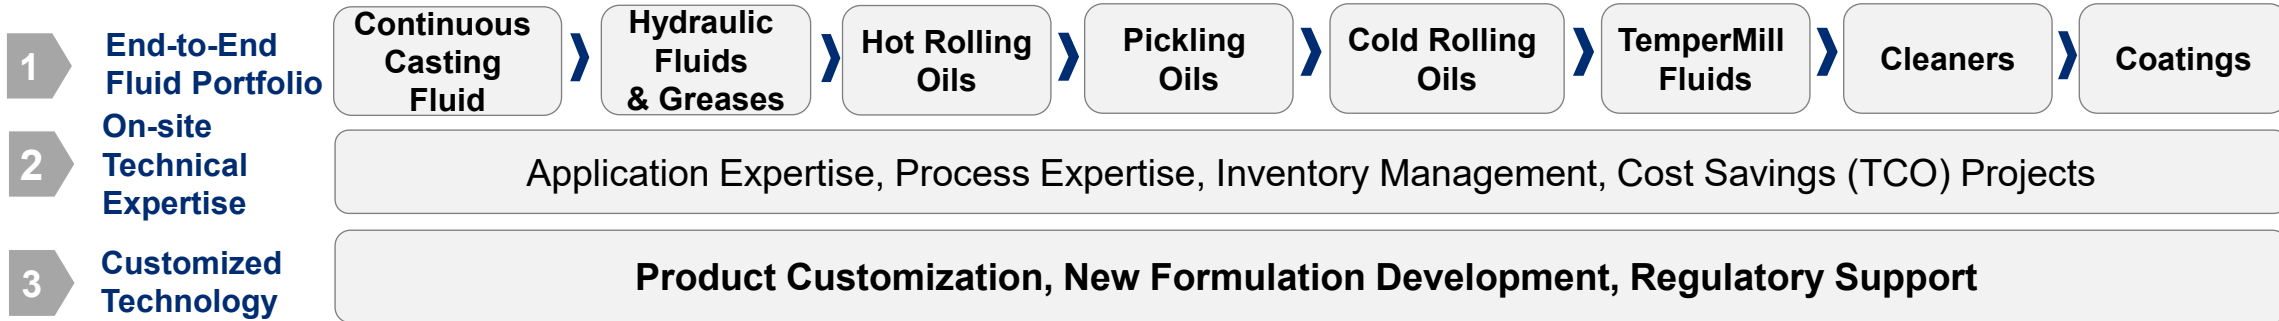 1
End-to-End
Fluid Portfolio
Continuous
Casting
Fluid
Hydraulic
Fluids
& Greases
Hot Rolling
Oils
Pickling
Oils
Cold Rolling
Oils
TemperMill
Fluids
Cleaners
Coatings
2
On-site
Technical
Expertise
Application Expertise, Process Expertise, Inventory Management, Cost Savings (TCO) Projects
3
Customized
Technology
Product Customization, New Formulation Development, Regulatory Support